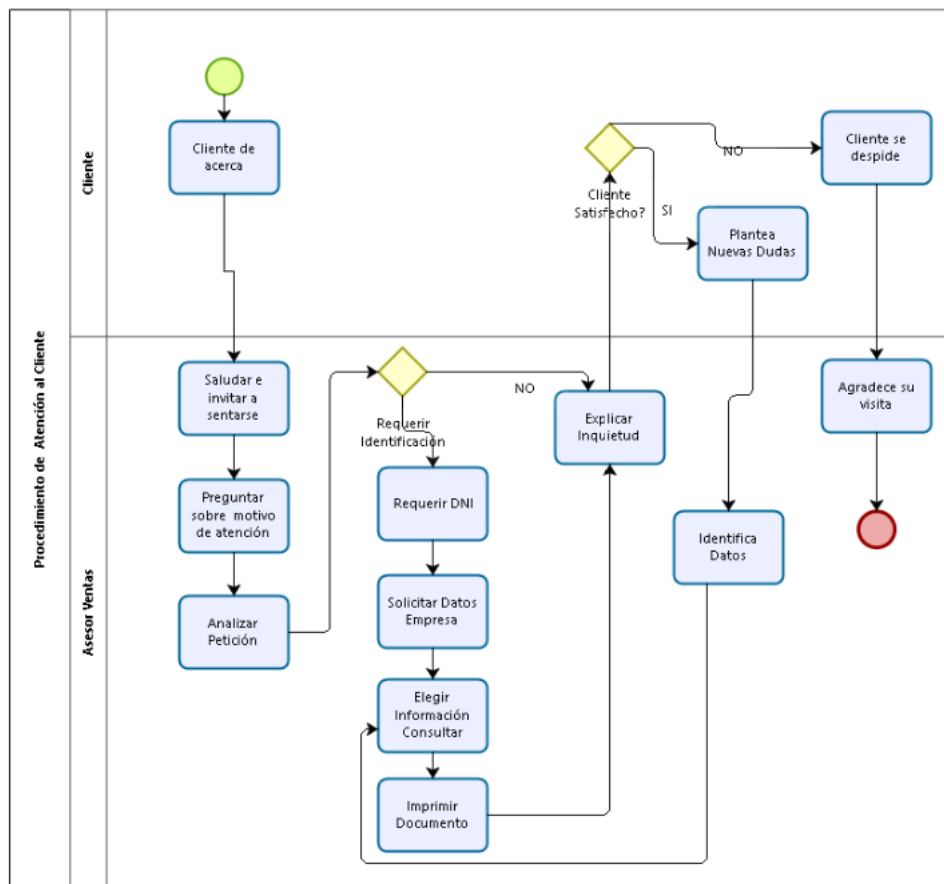 Procedimiento de Atención al Cliente
Cliente
Cliente de
acerca
Cliente
Satisfecho?
NO
SI
Cliente se
despide
Plantea
Nuevas Dudas
Asesor Ventas
Saludar e
invitar a
sentarse
Preguntar
sobre motivo
de atención
Analizar
Petición
Requerir
Identificación
NO
Requerir DNI
Solicitar Datos
Empresa
Elegir
Información
Consultar
Imprimir
Documento
Explicar
Inquietud
Identifica
Datos
Agradece su
visita